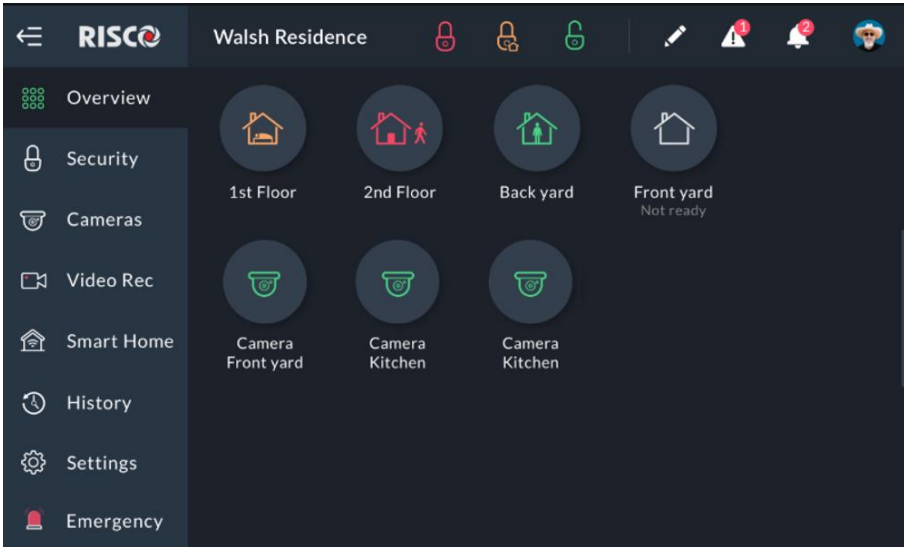 RISCO
Walsh Residence
1
2
Overview
Security
Cameras
Video Rec
Smart Home
History
Settings
Emergency
1st Floor
2nd Floor
Back yard
Front yard
Not ready
Camera
Front yard
Camera
Kitchen
Camera
Kitchen